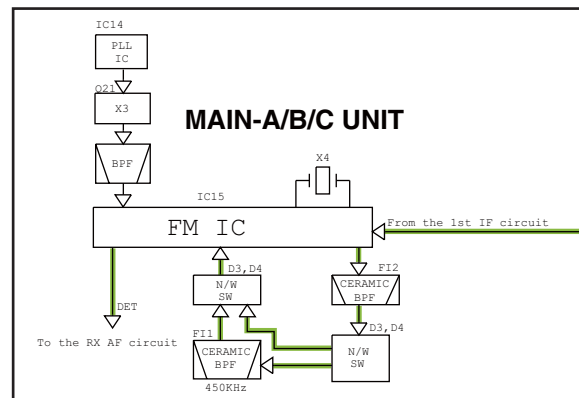 IC14
PLL
IC
Q21
X3
MAIN-A/B/C UNIT
BPF
X4
IC15
FM IC
From the 1st IF circuit
D3,D4
FI2
N/W
SW
CERAMIC
BPF
DET
D3,D4
To the RX AF circuit
FI1
CERAMIC
BPF
N/W
SW
450KHz